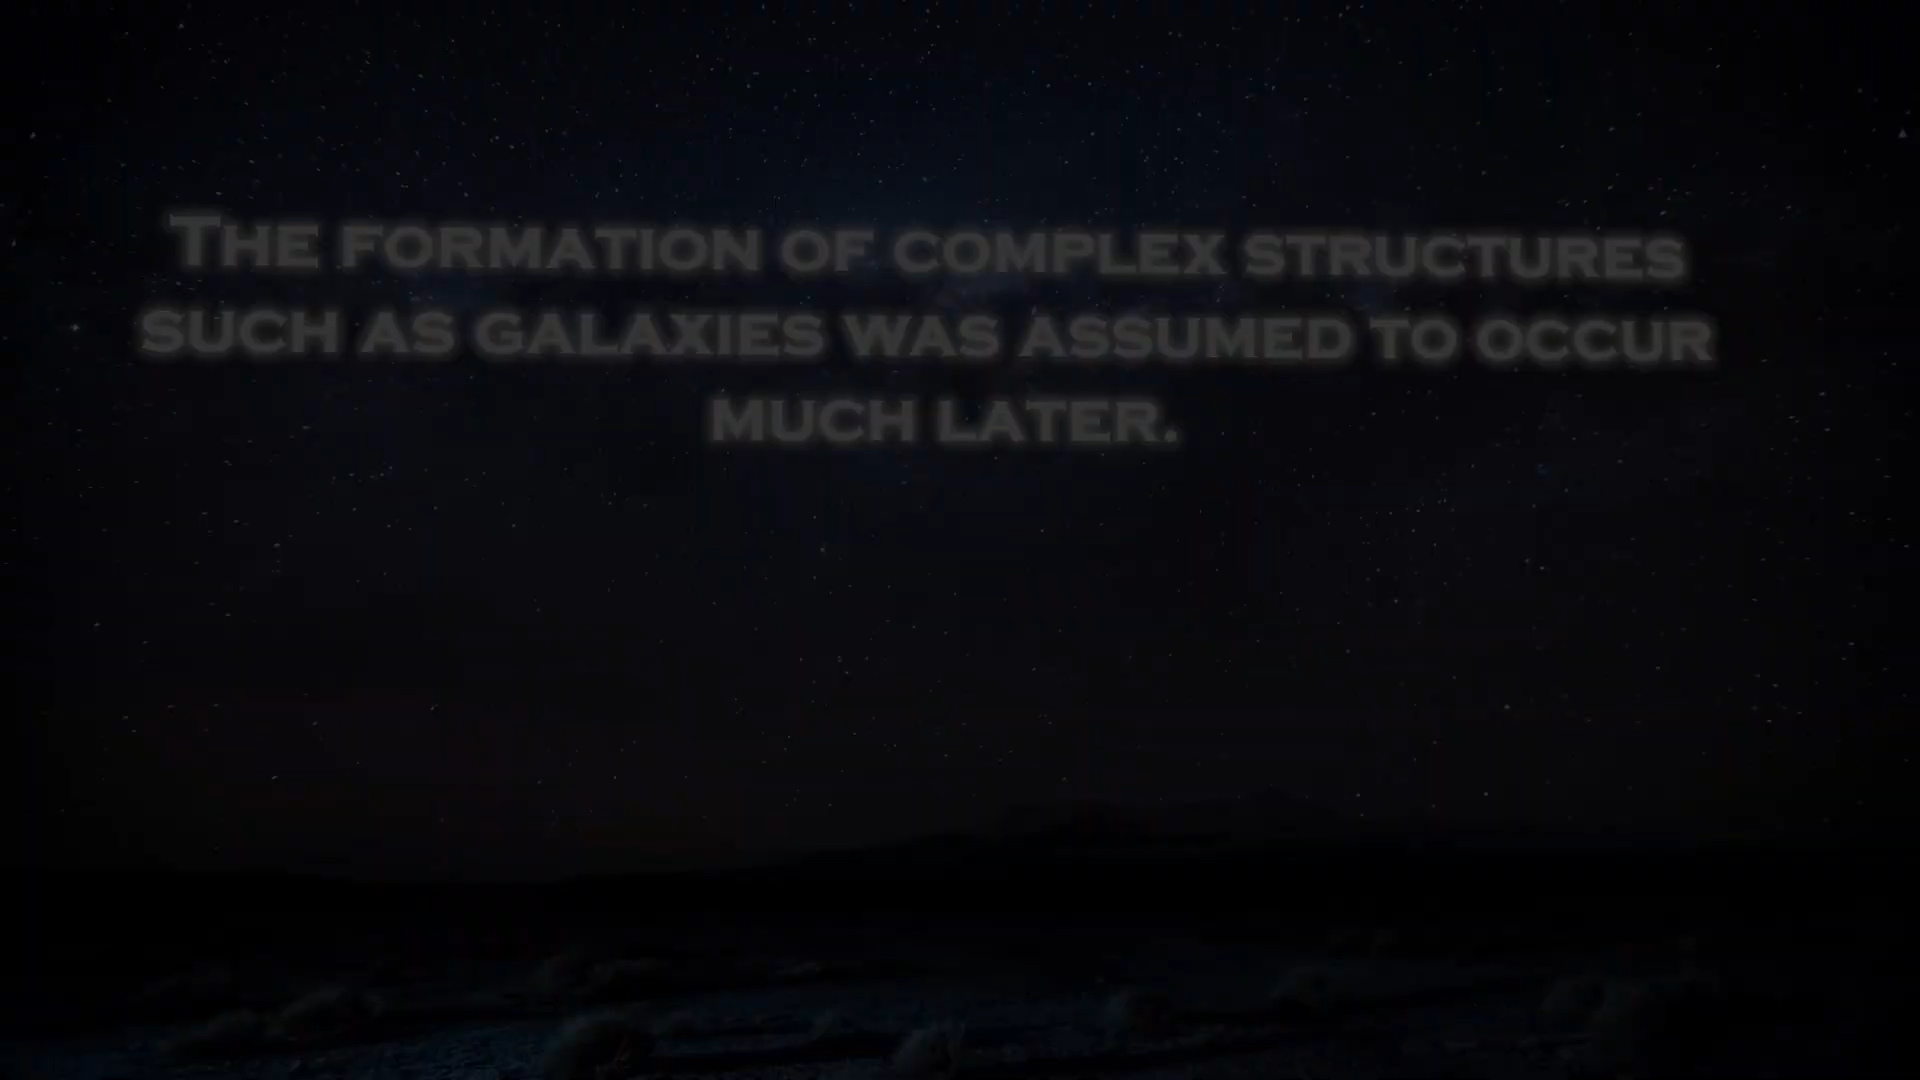 The formation of complex structures
such as galaxies was assumed to occur
much later.